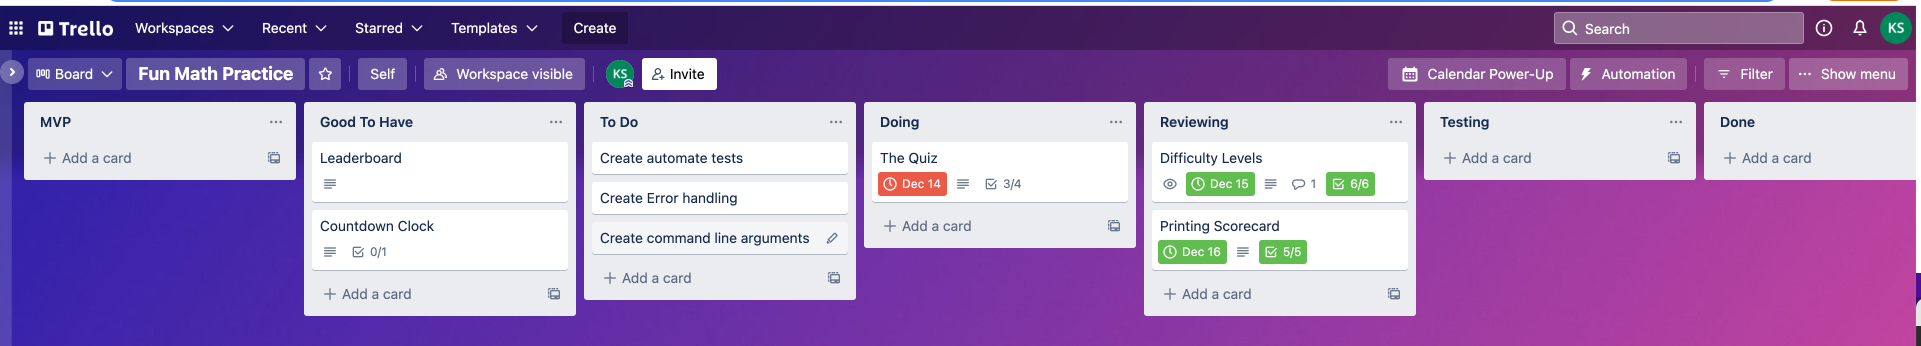 Trello Workspaces Recent Starred Templates Create Search KS
Board Fun Math Practice Self Workspace visible KS Invite Calendar Power-Up Automation Filter Show menu
MVP
Add a card
Good To Have
Leaderboard
Countdown Clock
0/1
Add a card
To Do
Create automate tests
Create Error handling
Create command line arguments
Add a card
Doing
The Quiz
Dec 14 3/4
Add a card
Reviewing
Difficulty Levels
Dec 15 1 6/6
Printing Scorecard
Dec 16 5/5
Add a card
Testing
Add a card
Done
Add a card